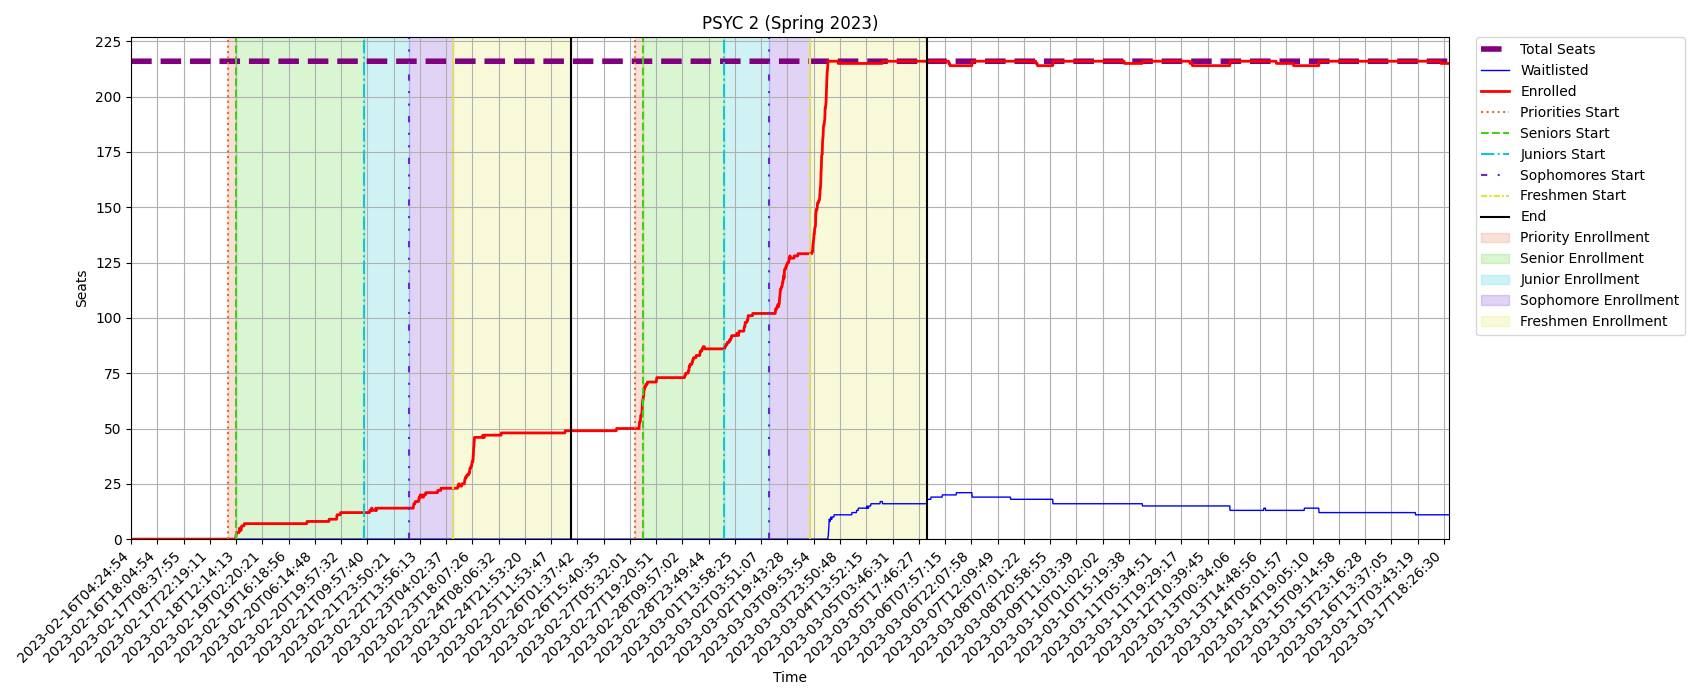 PSYC 2 (Spring 2023)
Seats
225
200
175
150
125
100
75
50
25
0
2023-02-16T04:24:54
2023-02-16T18:04:54
2023-02-17T08:37:55
2023-02-17T22:19:11
2023-02-18T12:14:13
2023-02-19T02:20:21
2023-02-19T16:18:56
2023-02-20T06:14:48
2023-02-20T19:57:32
2023-02-21T09:57:40
2023-02-21T23:50:21
2023-02-22T13:56:13
2023-02-23T04:02:37
2023-02-23T18:07:26
2023-02-24T08:06:32
2023-02-24T21:53:20
2023-02-25T11:53:47
2023-02-26T01:37:42
2023-02-26T15:40:35
2023-02-27T05:32:01
2023-02-27T19:20:51
2023-02-28T09:57:02
2023-02-28T23:49:44
2023-03-01T13:58:25
2023-03-02T03:51:07
2023-03-02T19:43:28
2023-03-03T09:53:54
2023-03-03T23:50:48
2023-03-04T13:52:15
2023-03-05T03:46:31
2023-03-05T17:46:27
2023-03-06T07:57:15
2023-03-06T22:07:58
2023-03-07T12:09:49
2023-03-08T07:01:22
2023-03-08T20:58:55
2023-03-09T11:03:39
2023-03-10T01:02:02
2023-03-10T15:19:38
2023-03-11T05:34:51
2023-03-11T19:29:17
2023-03-12T10:39:45
2023-03-13T00:34:06
2023-03-13T14:48:56
2023-03-14T05:01:57
2023-03-14T19:05:10
2023-03-15T09:14:58
2023-03-15T23:16:28
2023-03-16T13:37:05
2023-03-17T03:43:19
2023-03-17T18:26:30
Time
Total Seats
Waitlisted
Enrolled
Priorities Start
Seniors Start
Juniors Start
Sophomores Start
Freshmen Start
End
Priority Enrollment
Senior Enrollment
Junior Enrollment
Sophomore Enrollment
Freshmen Enrollment